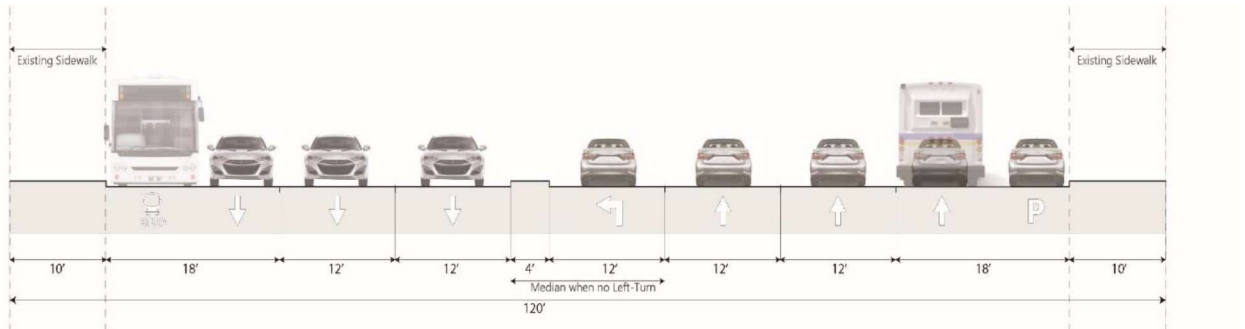 Existing Sidewalk
Existing Sidewalk
P
10’ 18’ 12’ 12’ 4’ 12’ 12’ 12’ 18’ 10’
Median when no Left-Turn
120’